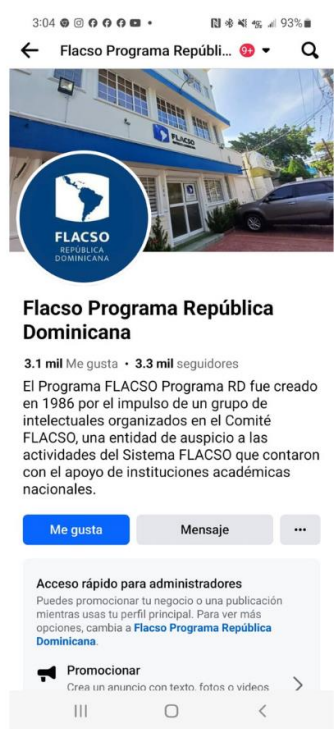 3:04
93%
Flacso Programa Repúbli... 9+
FLACSO
FLACSO
REPÚBLICA
DOMINICANA
Flacso Programa República
Dominicana
3.1 mil Me gusta • 3.3 mil seguidores
El Programa FLACSO Programa RD fue creado
en 1986 por el impulso de un grupo de
intelectuales organizados en el Comité
FLACSO, una entidad de auspicio a las
actividades del Sistema FLACSO que contaron
con el apoyo de instituciones académicas
nacionales.
Me gusta
Mensaje
Acceso rápido para administradores
Puedes promocionar tu negocio o una publicación
mientras usas tu perfil principal. Para ver más
opciones, cambia a Flacso Programa República
Dominicana.
Promocionar
Crea un anuncio con texto, fotos o videos